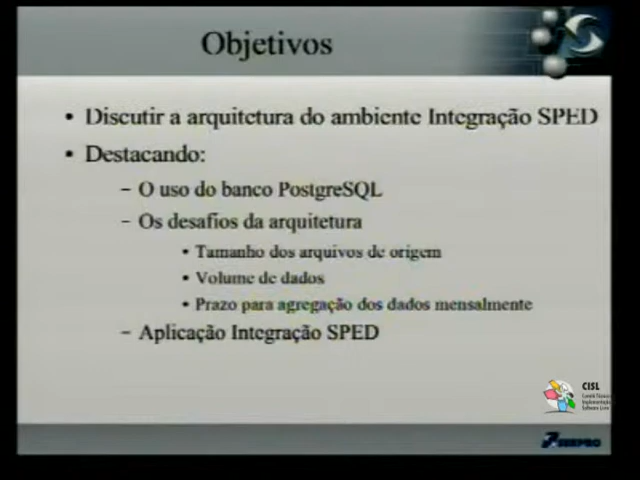 Objetivos
• Discutir a arquitetura do ambiente Integração SPED
• Destacando:
– O uso do banco PostgreSQL
– Os desafios da arquitetura
• Tamanho dos arquivos de origem
• Volume de dados
• Prazo para agregação dos dados mensalmente
– Aplicação Integração SPED
CISL
SERPRO